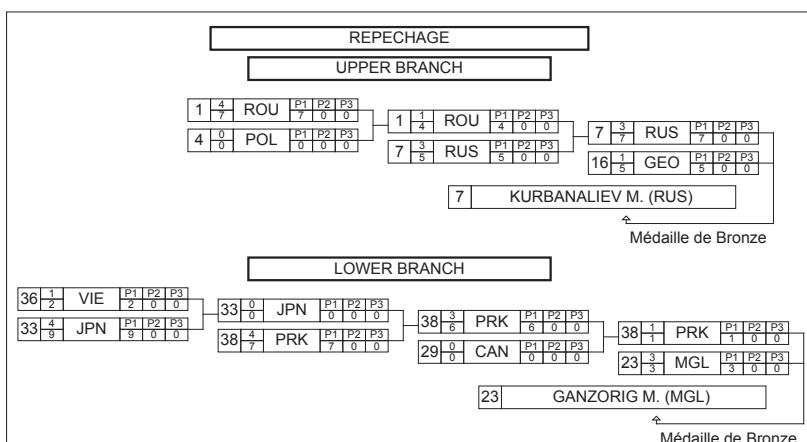 REPECHAGE
UPPER BRANCH
1 4 7 ROU P1 P2 P3 7 0 0
4 0 0 POL P1 P2 P3 0 0 0
1 1 4 ROU P1 P2 P3 4 0 0
7 3 5 RUS P1 P2 P3 5 0 0
7 3 7 RUS P1 P2 P3 7 0 0
16 1 5 GEO P1 P2 P3 5 0 0
7 KURBANALIEV M. (RUS)
Médaille de Bronze
LOWER BRANCH
36 1 2 VIE P1 P2 P3 2 0 0
33 4 9 JPN P1 P2 P3 9 0 0
33 0 0 JPN P1 P2 P3 0 0 0
38 4 7 PRK P1 P2 P3 7 0 0
38 3 6 PRK P1 P2 P3 6 0 0
29 0 0 CAN P1 P2 P3 0 0 0
38 1 1 PRK P1 P2 P3 1 0 0
23 3 3 MGL P1 P2 P3 3 0 0
23 GANZORIG M. (MGL)
Médaille de Bronze